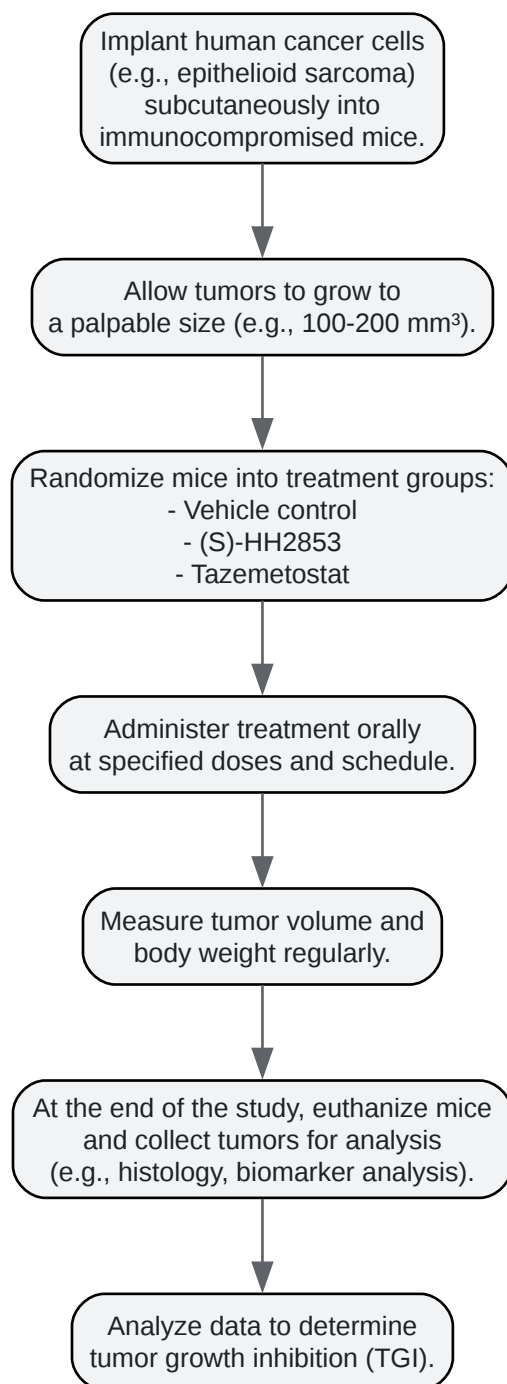 Implant human cancer cells
(e.g., epithelioid sarcoma)
subcutaneously into
immunocompromised mice.
Allow tumors to grow to
a palpable size (e.g., 100-200 mm³).
Randomize mice into treatment groups:
- Vehicle control
- (S)-HH2853
- Tazemetostat
Administer treatment orally
at specified doses and schedule.
Measure tumor volume and
body weight regularly.
At the end of the study, euthanize mice
and collect tumors for analysis
(e.g., histology, biomarker analysis).
Analyze data to determine
tumor growth inhibition (TGI).